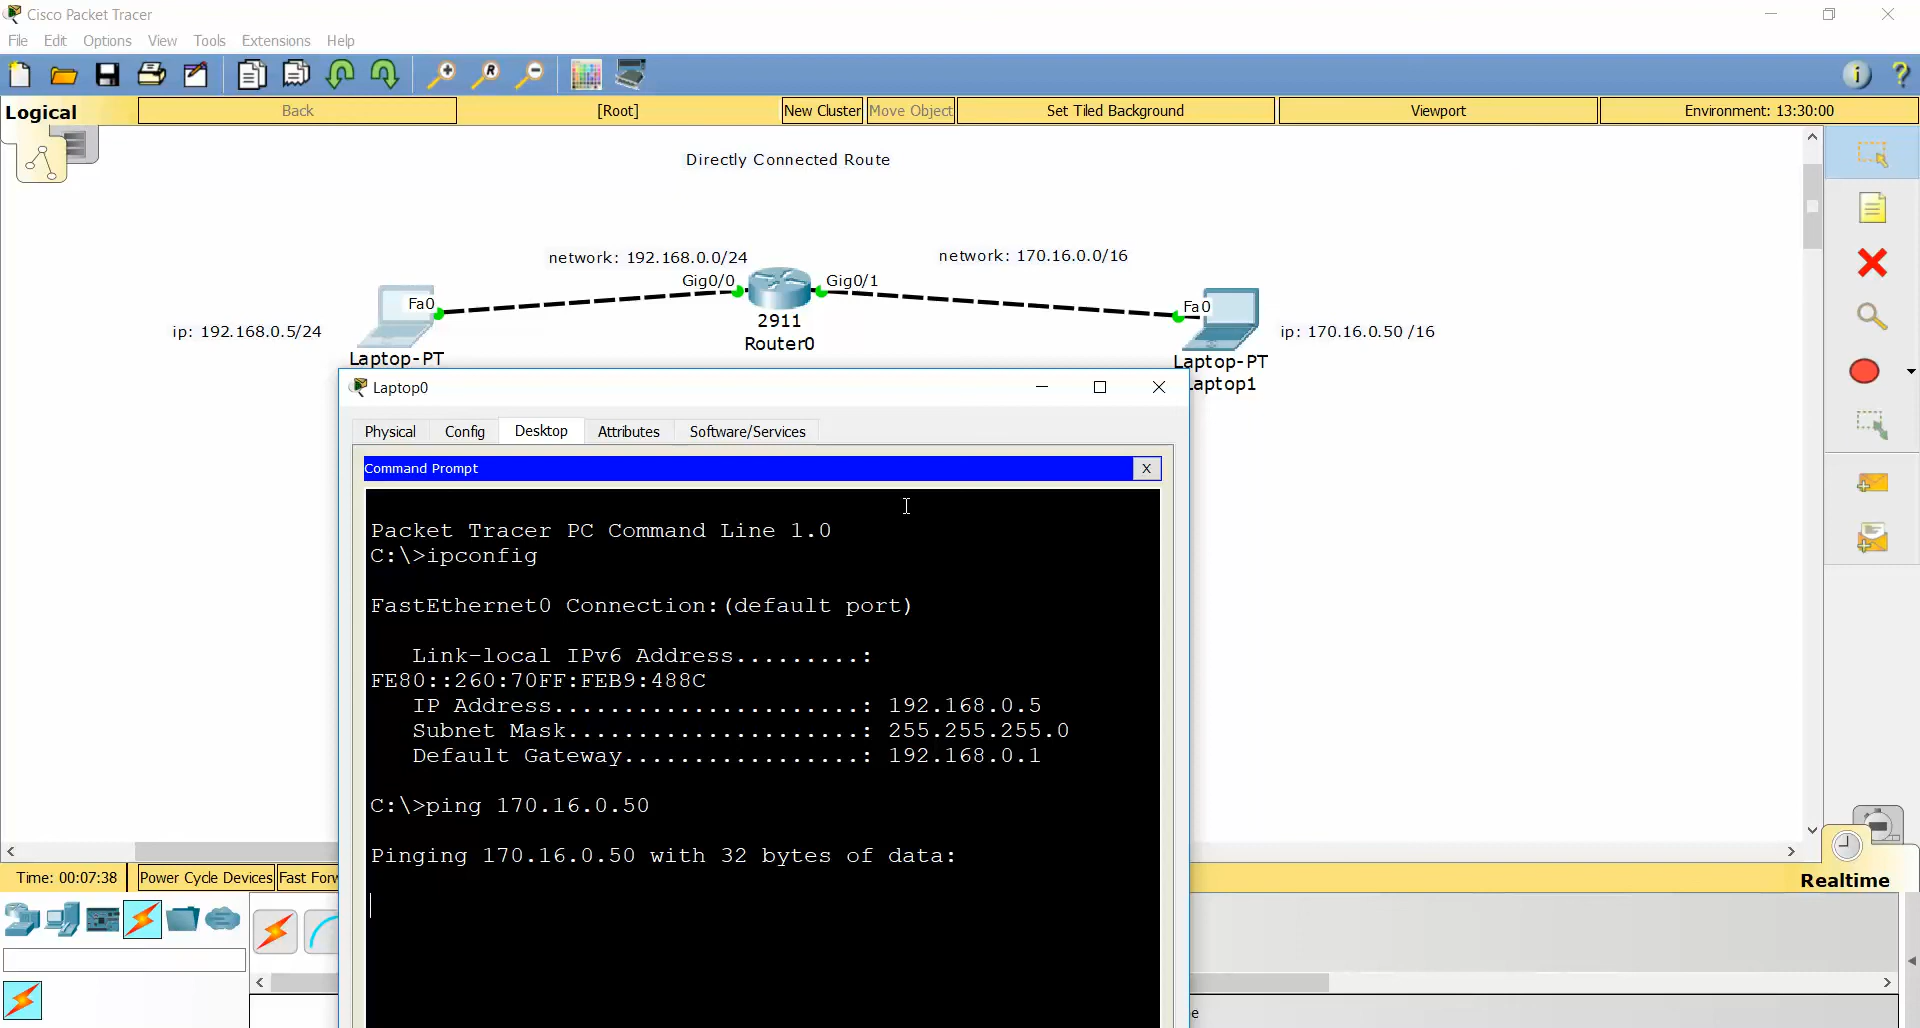 Cisco Packet Tracer
File Edit Options View Tools Extensions Help
Logical Back [Root] New Cluster Move Object Set Tiled Background Viewport Environment: 13:30:00
Directly Connected Route
network: 192.168.0.0/24
network: 170.16.0.0/16
Gig0/0
Gig0/1
Fa0
Fa0
2911
Router0
ip: 192.168.0.5/24
ip: 170.16.0.50 /16
Laptop-PT
Laptop-PT
aptop1
Laptop0
Physical Config Desktop Attributes Software/Services
Command Prompt X
Packet Tracer PC Command Line 1.0
C:\>ipconfig
FastEthernet0 Connection:(default port)
Link-local IPv6 Address.........:
FE80::260:70FF:FEB9:488C
IP Address......................: 192.168.0.5
Subnet Mask.....................: 255.255.255.0
Default Gateway.................: 192.168.0.1
C:\>ping 170.16.0.50
Pinging 170.16.0.50 with 32 bytes of data:
Time: 00:07:38 Power Cycle Devices Fast Forw
Realtime
e